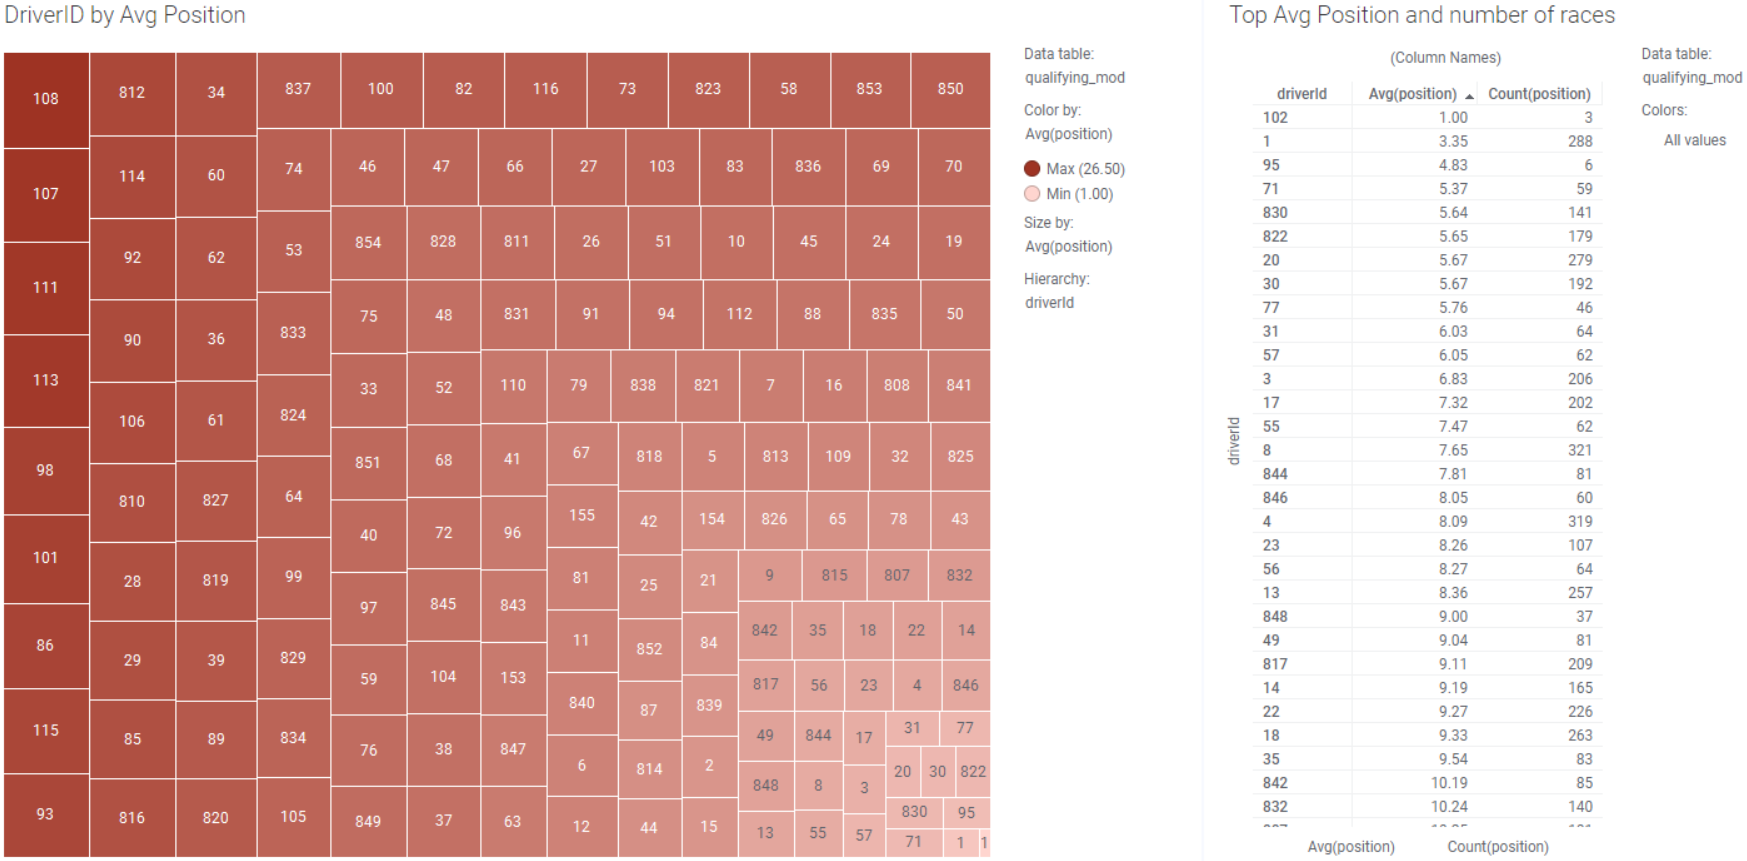 DriverID by Avg Position
108
107
111
113
98
101
86
115
93
812
114
92
90
106
810
28
29
85
816
34
60
62
36
61
827
819
39
89
820
837 100 82 116 73 823 58 853 850
74
53
833
824
64
99
829
834
105
46 47 66 27 103 83 836 69 70
854 828 811 26 51 10 45 24 19
75 48 831 91 94 112 88 835 50
33
851
40
97
59
76
849
52
68
72
845
104
38
37
110 79 838 821 7 16 808 841
41
96
843
153
847
63
67
155
81
11
840
6
12
818 5 813 109 32 825
42 154 826 65 78 43
25
852
87
814
44
21
84
839
2
15
9 815 807 832
842 35 18 22 14
817 56 23 4 846
49 844 17 31 77
20 30 822
848 8 3
830 95
13 55 57
71 1 1
Data table:
qualifying_mod
Color by:
Avg(position)
Max (26.50)
Min (1.00)
Size by:
Avg(position)
Hierarchy:
driverId
Top Avg Position and number of races
(Column Names)
driverId Avg(position) Count(position)
102 1.00 3
1 3.35 288
95 4.83 6
71 5.37 59
830 5.64 141
822 5.65 179
20 5.67 279
30 5.67 192
77 5.76 46
31 6.03 64
57 6.05 62
3 6.83 206
17 7.32 202
55 7.47 62
8 7.65 321
844 7.81 81
846 8.05 60
4 8.09 319
23 8.26 107
56 8.27 64
13 8.36 257
848 9.00 37
49 9.04 81
817 9.11 209
14 9.19 165
22 9.27 226
18 9.33 263
35 9.54 83
842 10.19 85
832 10.24 140
driverId
Avg(position) Count(position)
Data table:
qualifying_mod
Colors:
All values